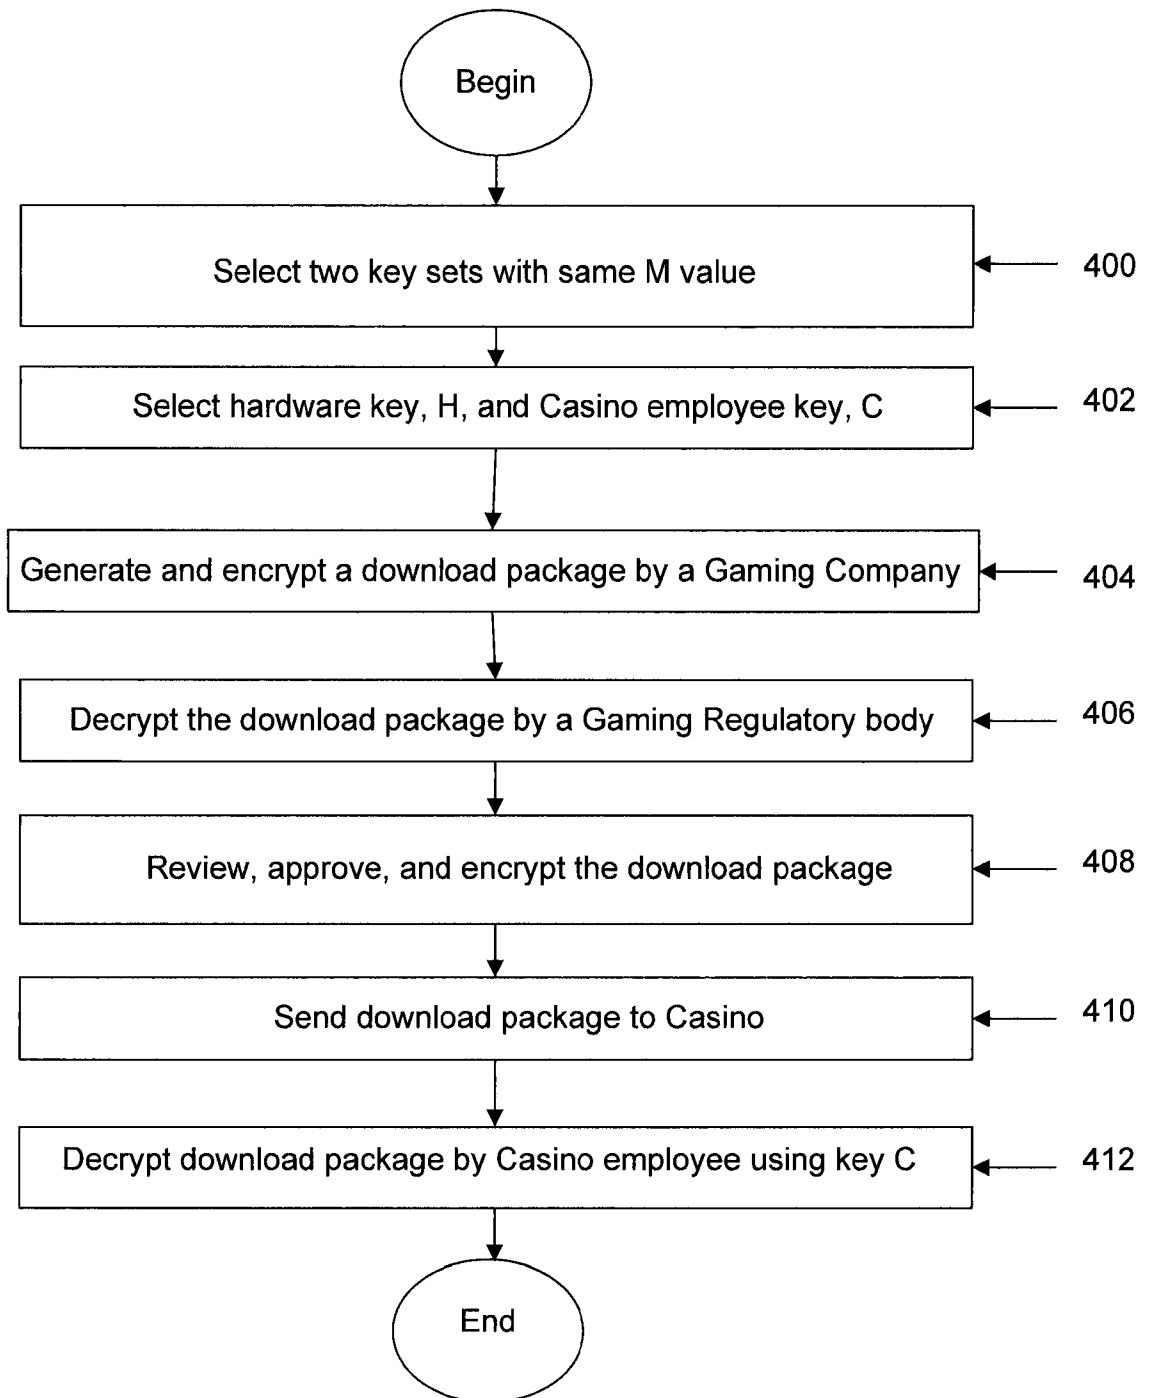 Begin
Select two key sets with same M value
400
Select hardware key, H, and Casino employee key, C
402
Generate and encrypt a download package by a Gaming Company
404
Decrypt the download package by a Gaming Regulatory body
406
Review, approve, and encrypt the download package
408
Send download package to Casino
410
Decrypt download package by Casino employee using key C
412
End